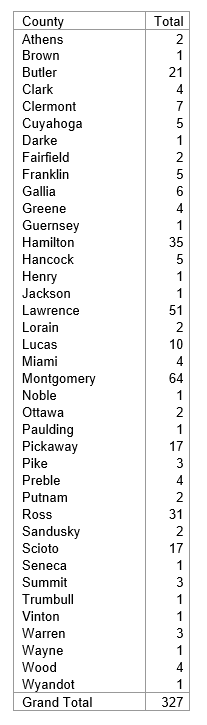 County Total
Athens 2
Brown 1
Butler 21
Clark 4
Clermont 7
Cuyahoga 5
Darke 1
Fairfield 2
Franklin 5
Gallia 6
Greene 4
Guernsey 1
Hamilton 35
Hancock 5
Henry 1
Jackson 1
Lawrence 51
Lorain 2
Lucas 10
Miami 4
Montgomery 64
Noble 1
Ottawa 2
Paulding 1
Pickaway 17
Pike 3
Preble 4
Putnam 2
Ross 31
Sandusky 2
Scioto 17
Seneca 1
Summit 3
Trumbull 1
Vinton 1
Warren 3
Wayne 1
Wood 4
Wyandot 1
Grand Total 327